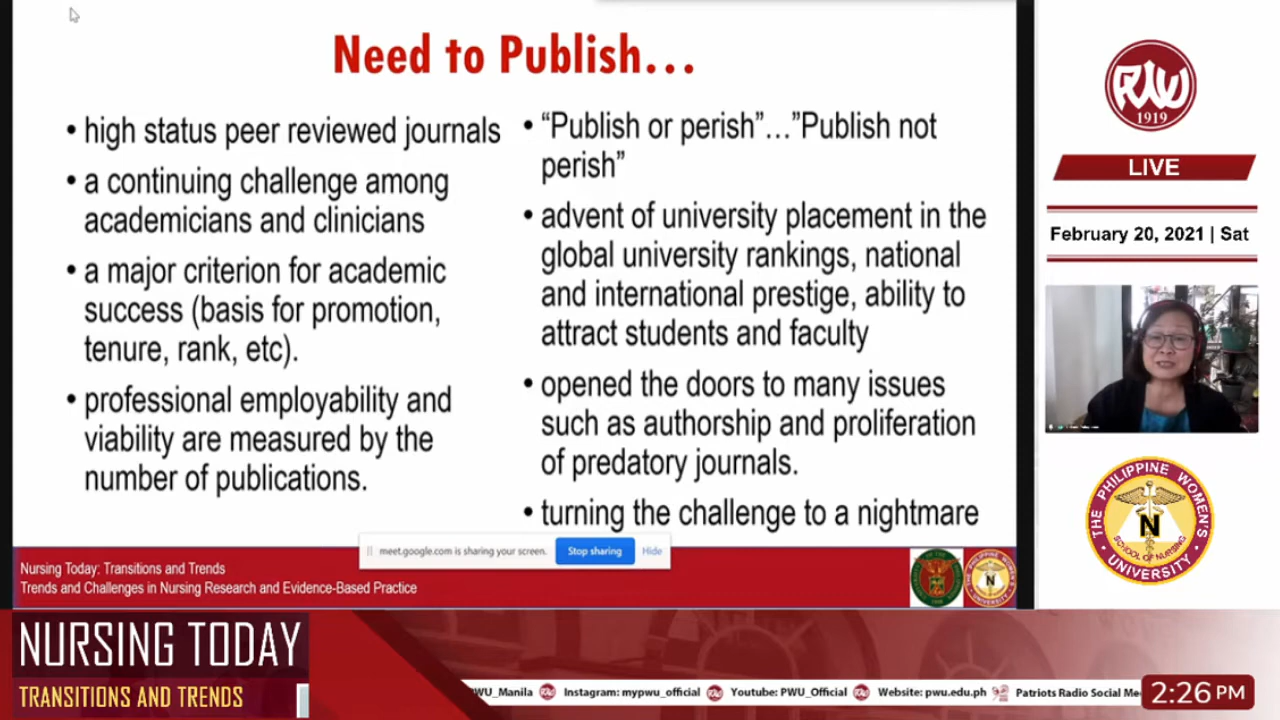 Need to Publish...
• high status peer reviewed journals
• a continuing challenge among
academicians and clinicians
• a major criterion for academic
success (basis for promotion,
tenure, rank, etc).
• professional employability and
viability are measured by the
number of publications.
• “Publish or perish”...”Publish not
perish”
• advent of university placement in the
global university rankings, national
and international prestige, ability to
attract students and faculty
• opened the doors to many issues
such as authorship and proliferation
of predatory journals.
• turning the challenge to a nightmare
meet.google.com is sharing your screen. Stop sharing Hide
Nursing Today: Transitions and Trends
Trends and Challenges in Nursing Research and Evidence-Based Practice
PWU
1919
LIVE
February 20, 2021 | Sat
THE PHILIPPINE WOMEN'S
UNIVERSITY
SCHOOL OF NURSING
N
NURSING TODAY
TRANSITIONS AND TRENDS
WU_Manila Instagram: mypwu_official Youtube: PWU_Official Website: pwu.edu.ph Patriots Radio Social Me
2:26 PM